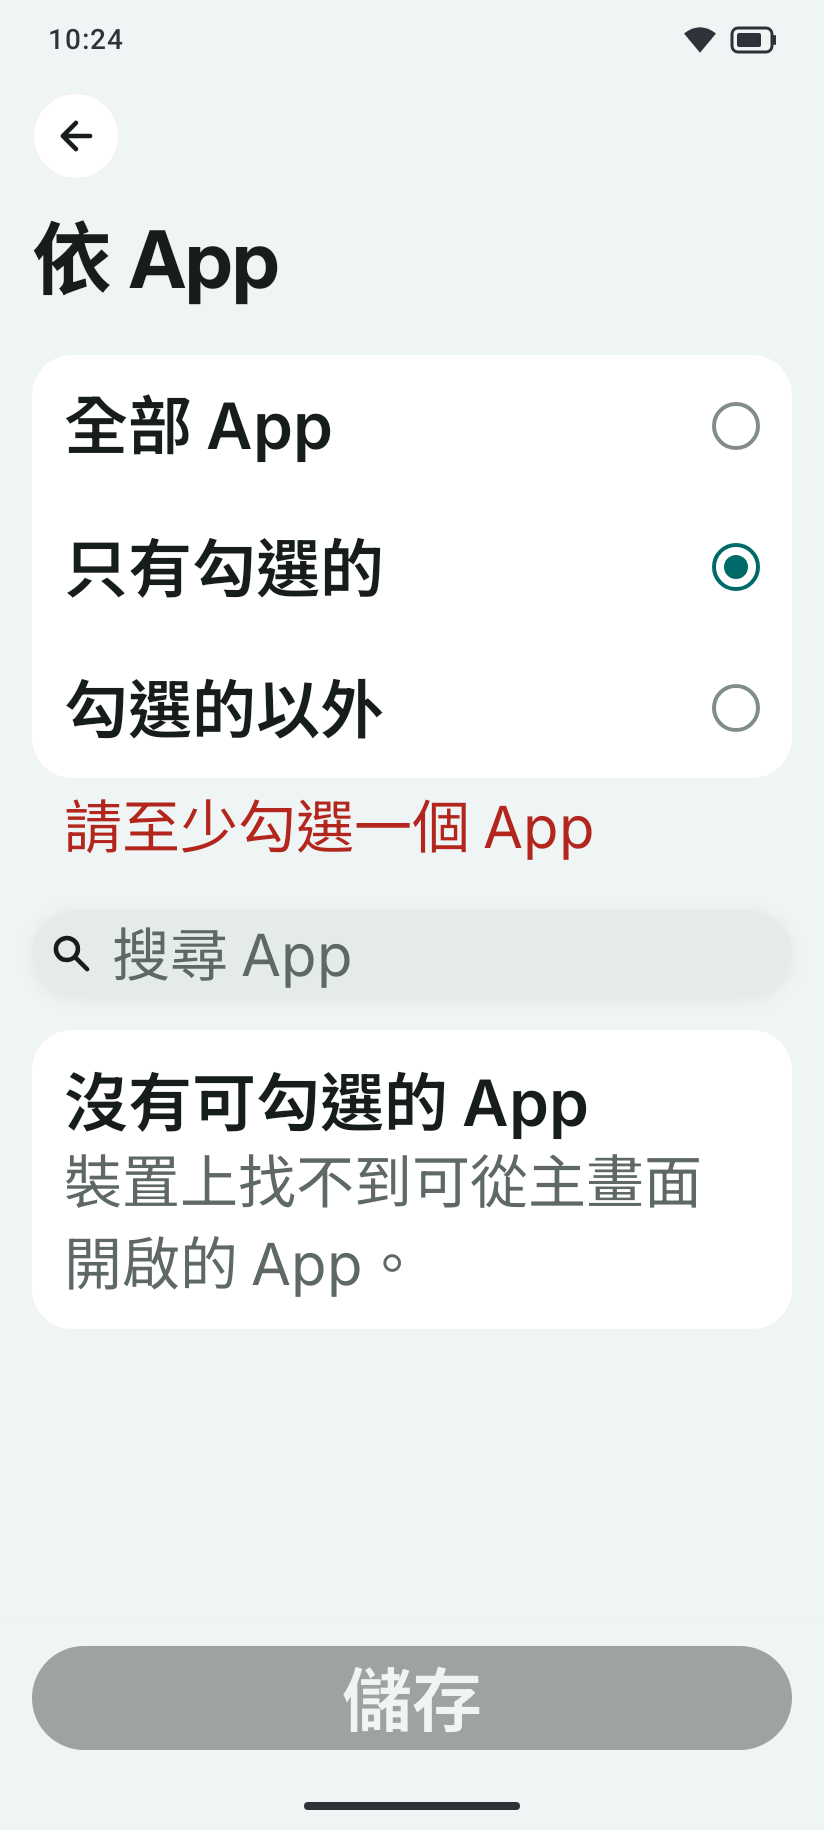 10:24
依 App
全部 App
只有勾選的
勾選的以外
請至少勾選一個 App
搜尋 App
沒有可勾選的 App
裝置上找不到可從主畫面
開啟的 App。
儲存